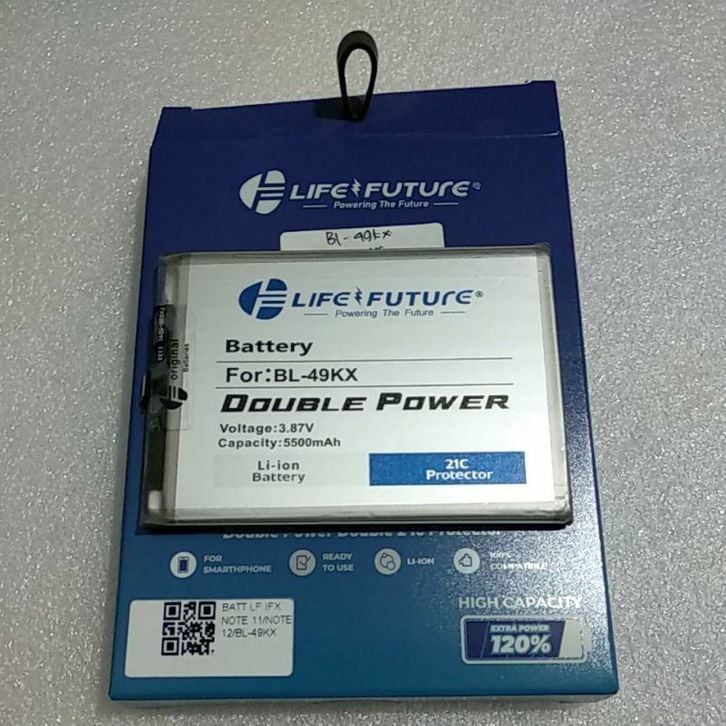 LIFE FUTURE®
Powering The Future
BL-49KX
LIFE FUTURE®
Powering The Future
original
Batteries
Battery
For:BL-49KX
DOUBLE POWER
Voltage:3.87V
Capacity:5500mAh
Li-ion
Battery
21C
Protector
Double Power Double 21C Protector
FOR
SMARTHPHONE
READY
TO USE
LI-ION
100%
COMPATIBLE
HIGH CAPACITY
EXTRA POWER
120%
BATT LF IFX
NOTE 11/NOTE
12/BL-49KX